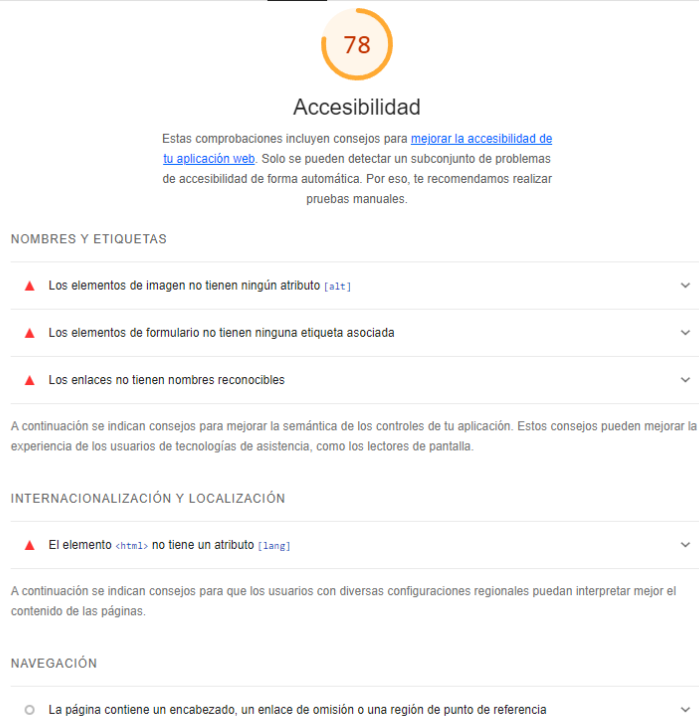 78
Accesibilidad
Estas comprobaciones incluyen consejos para mejorar la accesibilidad de
tu aplicación web. Solo se pueden detectar un subconjunto de problemas
de accesibilidad de forma automática. Por eso, te recomendamos realizar
pruebas manuales.
NOMBRES Y ETIQUETAS
Los elementos de imagen no tienen ningún atributo [alt]
Los elementos de formulario no tienen ninguna etiqueta asociada
Los enlaces no tienen nombres reconocibles
A continuación se indican consejos para mejorar la semántica de los controles de tu aplicación. Estos consejos pueden mejorar la
experiencia de los usuarios de tecnologías de asistencia, como los lectores de pantalla.
INTERNACIONALIZACIÓN Y LOCALIZACIÓN
El elemento <html> no tiene un atributo [lang]
A continuación se indican consejos para que los usuarios con diversas configuraciones regionales puedan interpretar mejor el
contenido de las páginas.
NAVEGACIÓN
La página contiene un encabezado, un enlace de omisión o una región de punto de referencia